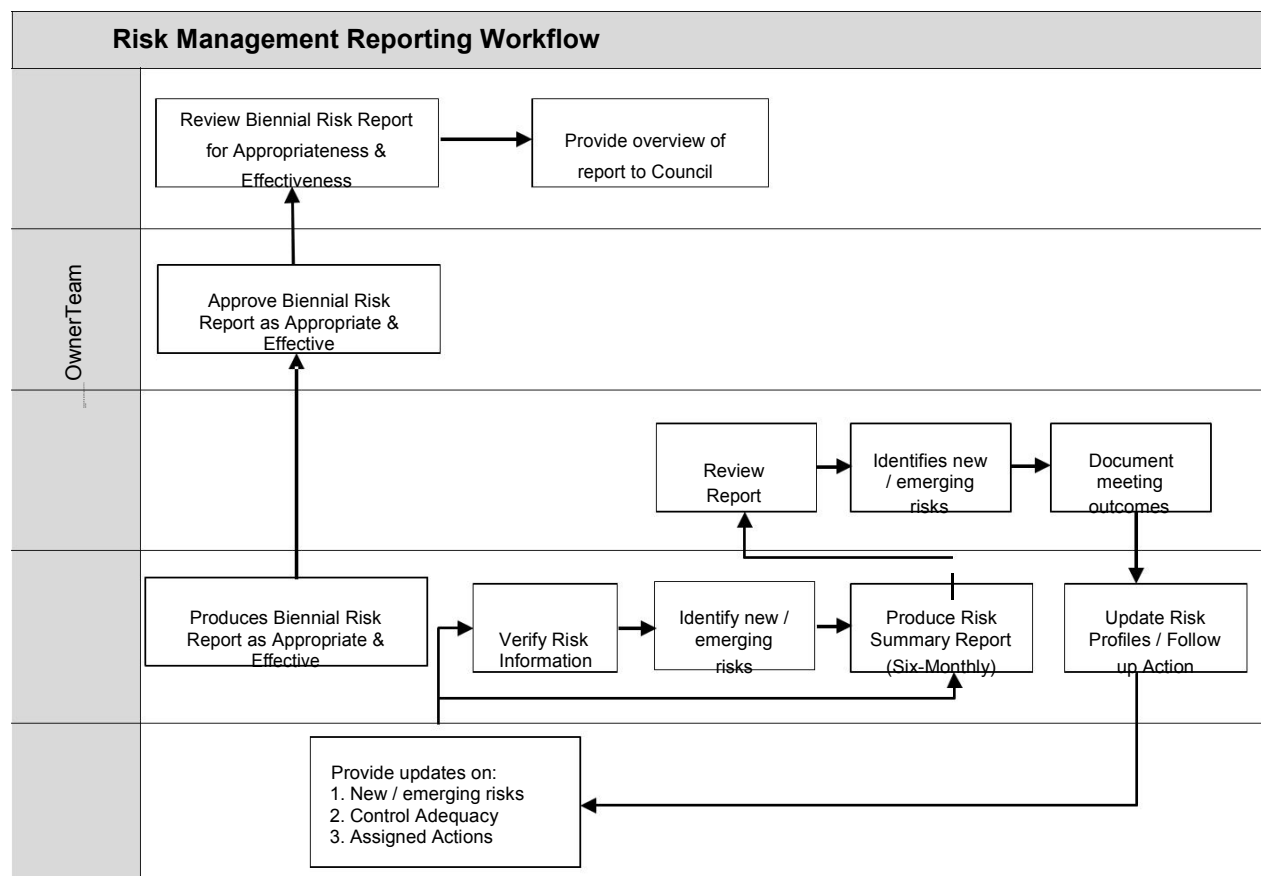 Risk Management Reporting Workflow
Review Biennial Risk Report
for Appropriateness &
Effectiveness
Provide overview of
report to Council
OwnerTeam
Approve Biennial Risk
Report as Appropriate &
Effective
Review
Report
Identifies new
/ emerging
risks
Document
meeting
outcomes
Produces Biennial Risk
Report as Appropriate &
Effective
Verify Risk
Information
Identify new /
emerging
risks
Produce Risk
Summary Report
(Six-Monthly)
Update Risk
Profiles / Follow
up Action
Provide updates on:
1. New / emerging risks
2. Control Adequacy
3. Assigned Actions